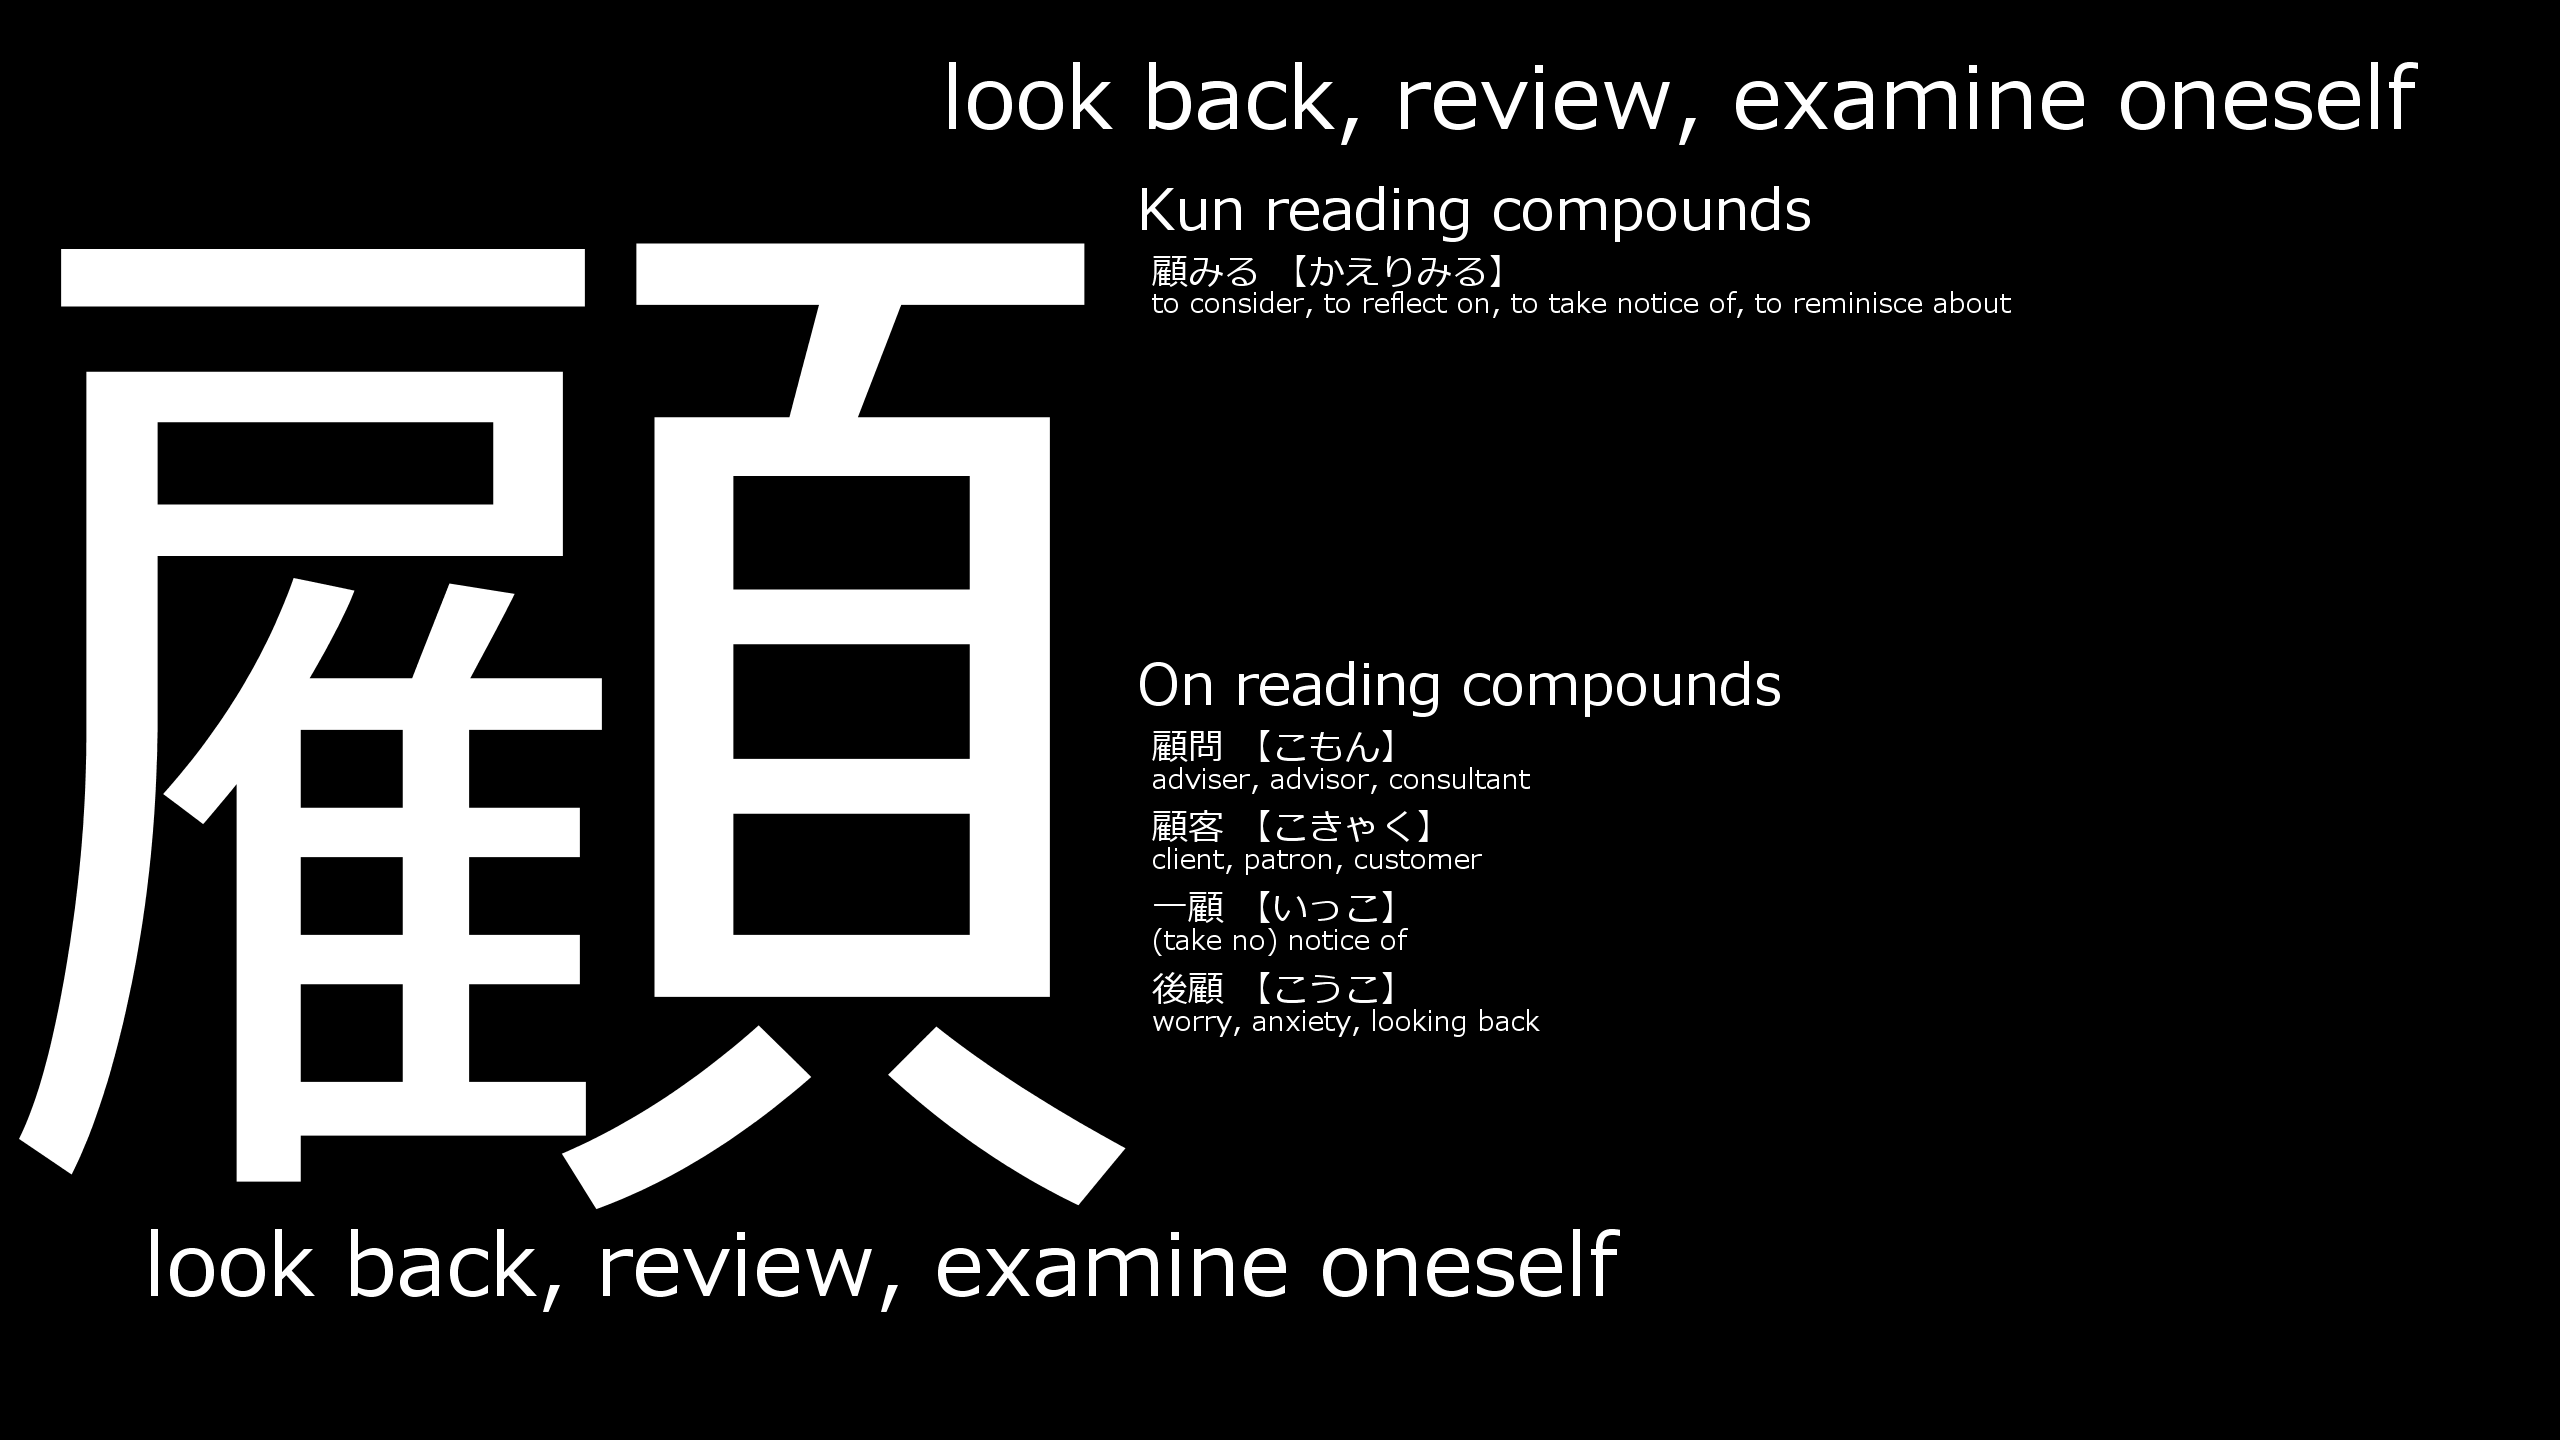 look back, review, examine oneself
顧
Kun reading compounds
顧みる 【かえりみる】
to consider, to reflect on, to take notice of, to reminisce about
On reading compounds
顧問 【こもん】
adviser, advisor, consultant
顧客 【こきゃく】
client, patron, customer
一顧 【いっこ】
(take no) notice of
後顧 【こうこ】
worry, anxiety, looking back
look back, review, examine oneself